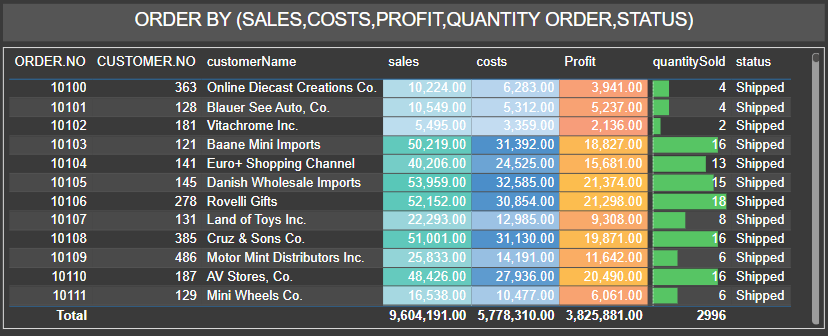 ORDER BY (SALES,COSTS,PROFIT,QUANTITY ORDER,STATUS)
ORDER.NO CUSTOMER.NO customerName sales costs Profit quantitySold status
10100 363 Online Diecast Creations Co. 10,224.00 6,283.00 3,941.00 4 Shipped
10101 128 Blauer See Auto, Co. 10,549.00 5,312.00 5,237.00 4 Shipped
10102 181 Vitachrome Inc. 5,495.00 3,359.00 2,136.00 2 Shipped
10103 121 Baane Mini Imports 50,219.00 31,392.00 18,827.00 16 Shipped
10104 141 Euro+ Shopping Channel 40,206.00 24,525.00 15,681.00 13 Shipped
10105 145 Danish Wholesale Imports 53,959.00 32,585.00 21,374.00 15 Shipped
10106 278 Rovelli Gifts 52,152.00 30,854.00 21,298.00 18 Shipped
10107 131 Land of Toys Inc. 22,293.00 12,985.00 9,308.00 8 Shipped
10108 385 Cruz & Sons Co. 51,001.00 31,130.00 19,871.00 16 Shipped
10109 486 Motor Mint Distributors Inc. 25,833.00 14,191.00 11,642.00 6 Shipped
10110 187 AV Stores, Co. 48,426.00 27,936.00 20,490.00 16 Shipped
10111 129 Mini Wheels Co. 16,538.00 10,477.00 6,061.00 6 Shipped
Total 9,604,191.00 5,778,310.00 3,825,881.00 2996